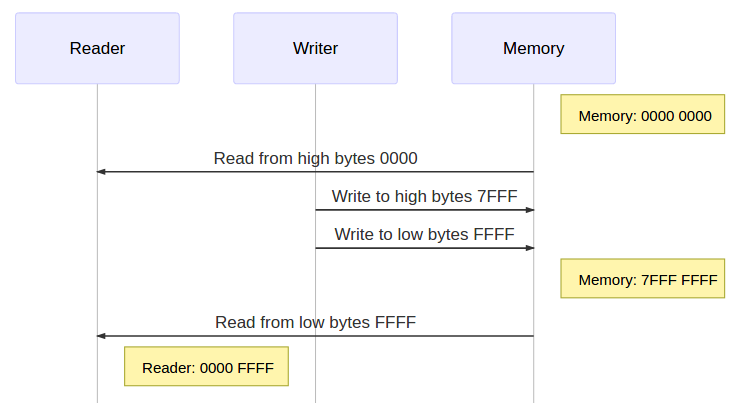 Reader
Writer
Memory
Memory: 0000 0000
Read from high bytes 0000
Write to high bytes 7FFF
Write to low bytes FFFF
Memory: 7FFF FFFF
Read from low bytes FFFF
Reader: 0000 FFFF